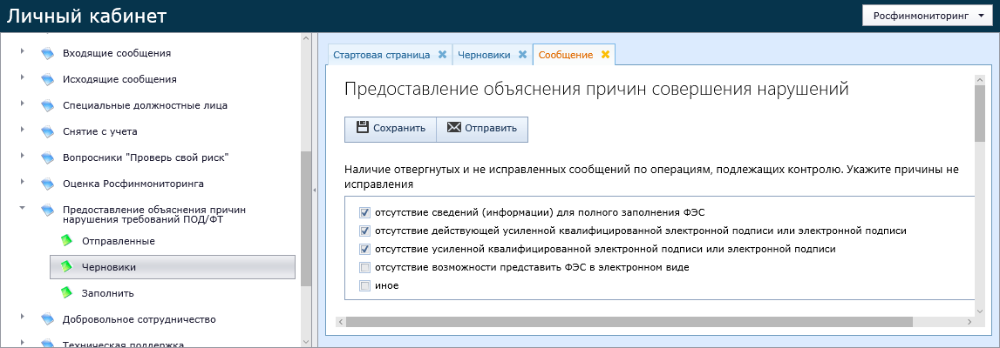 Личный кабинет
Росфинмониторинг
Входящие сообщения
Исходящие сообщения
Специальные должностные лица
Снятие с учета
Вопросники "Проверь свой риск"
Оценка Росфинмониторинга
Предоставление объяснения причин
нарушения требований ПОД/ФТ
Отправленные
Черновики
Заполнить
Добровольное сотрудничество
Техническая поддержка
Стартовая страница
Черновики
Сообщение
Предоставление объяснения причин совершения нарушений
Сохранить
Отправить
Наличие отвергнутых и не исправленных сообщений по операциям, подлежащих контролю. Укажите причины не
исправления
отсутствие сведений (информации) для полного заполнения ФЭС
отсутствие действующей усиленной квалифицированной электронной подписи или электронной подписи
отсутствие усиленной квалифицированной электронной подписи или электронной подписи
отсутствие возможности представить ФЭС в электронном виде
иное